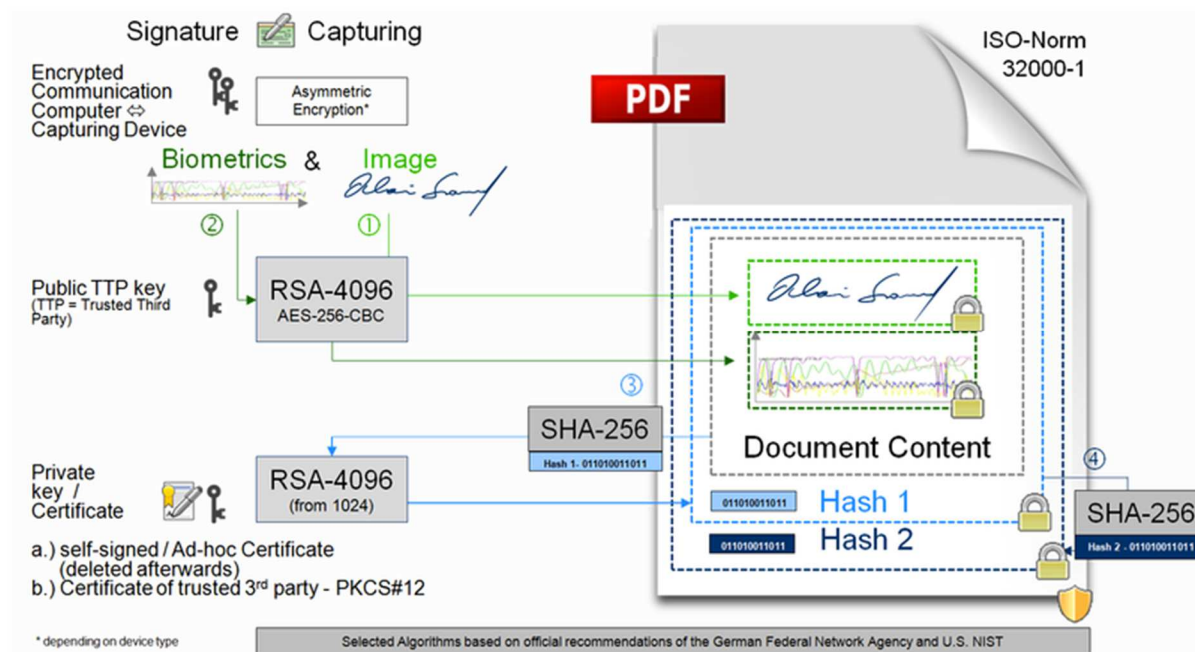 Signature Capturing
ISO-Norm
32000-1
Encrypted
Communication
Computer ⇔
Capturing Device
Asymmetric
Encryption*
PDF
Biometrics & Image
②
①
Public TTP key
(TTP = Trusted Third
Party)
RSA-4096
AES-256-CBC
③
SHA-256
Hash 1- 011010011011
Document Content
④
Private
key /
Certificate
RSA-4096
(from 1024)
011010011011
Hash 1
011010011011
Hash 2
SHA-256
Hash 2 - 011010011011
a.) self-signed / Ad-hoc Certificate
(deleted afterwards)
b.) Certificate of trusted 3rd party - PKCS#12
* depending on device type
Selected Algorithms based on official recommendations of the German Federal Network Agency and U.S. NIST